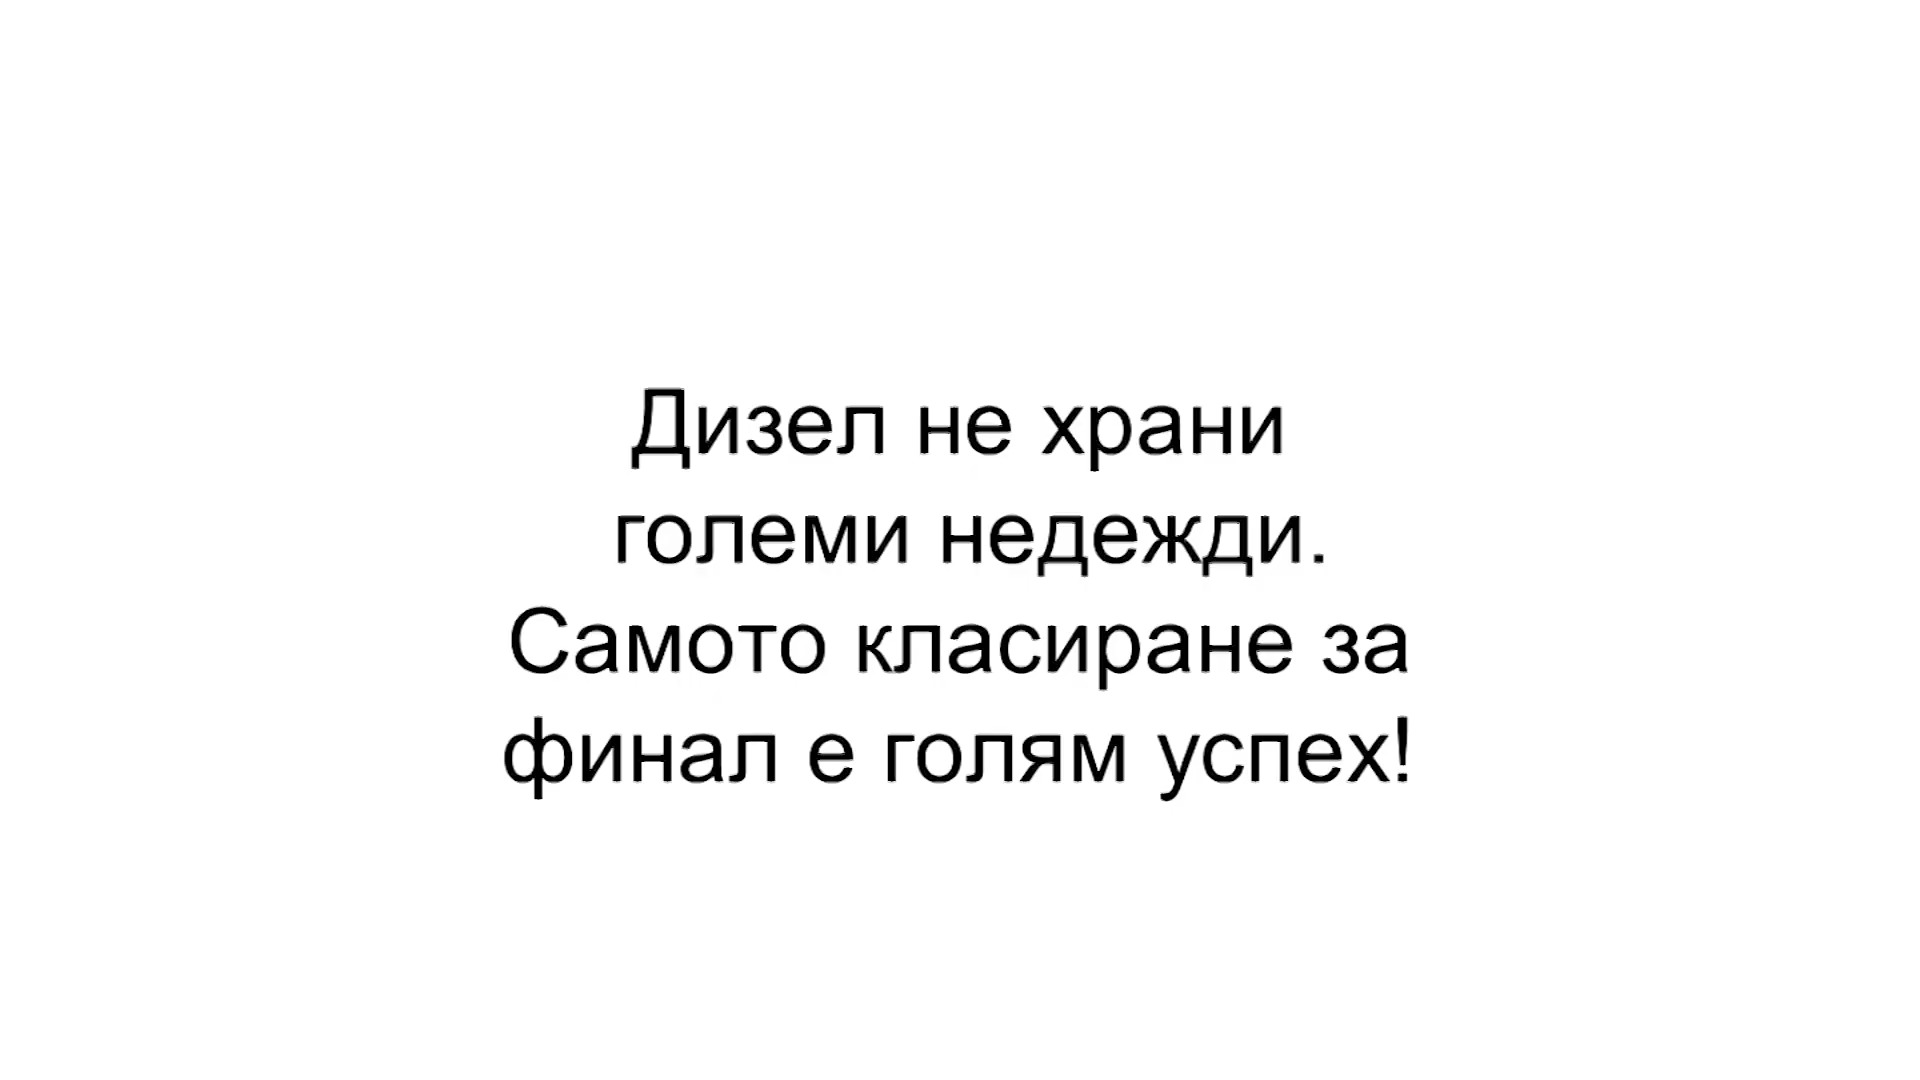 Дизел не храни
големи недежди.
Самото класиране за
финал е голям успех!